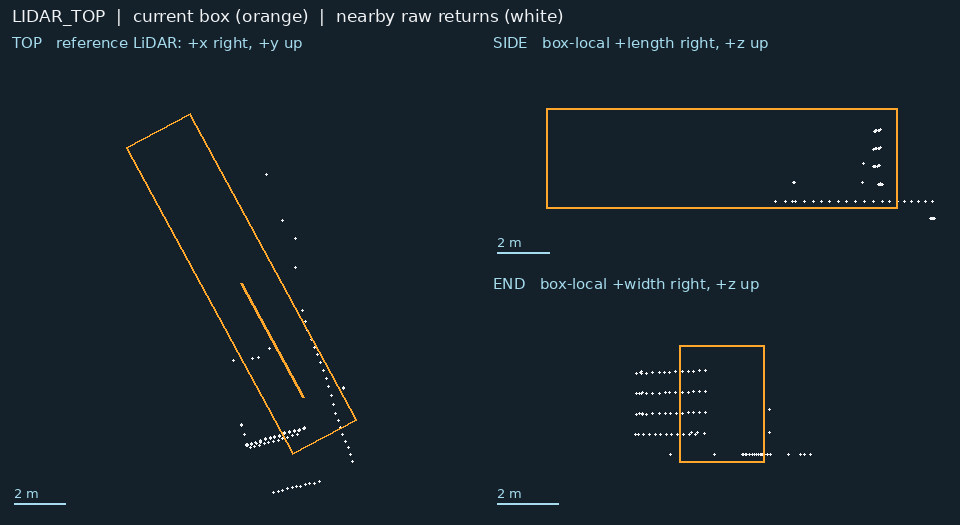 LIDAR_TOP | current box (orange) | nearby raw returns (white)
TOP reference LiDAR: +x right, +y up
SIDE box-local +length right, +z up
2 m
END box-local +width right, +z up
2 m
2 m